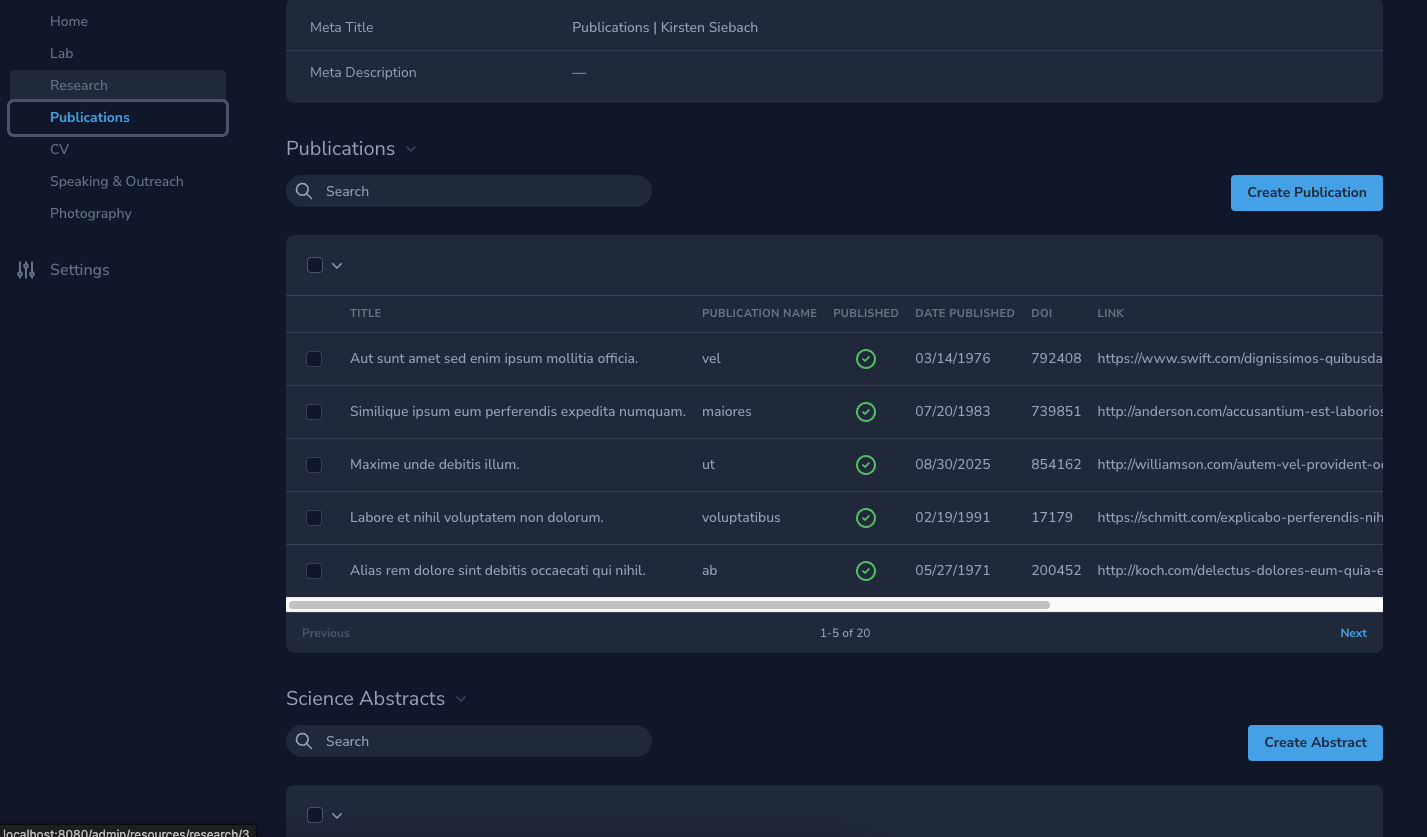 Home
Lab
Research
Publications
CV
Speaking & Outreach
Photography
Settings
Meta Title Publications | Kirsten Siebach
Meta Description —
Publications
Search
Create Publication
TITLE PUBLICATION NAME PUBLISHED DATE PUBLISHED DOI LINK
Aut sunt amet sed enim ipsum mollitia officia. vel 03/14/1976 792408 https://www.swift.com/dignissimos-quibusda
Similique ipsum eum perferendis expedita numquam. maiores 07/20/1983 739851 http://anderson.com/accusantium-est-laborios
Maxime unde debitis illum. ut 08/30/2025 854162 http://williamson.com/autem-vel-provident-oc
Labore et nihil voluptatem non dolorum. voluptatibus 02/19/1991 17179 https://schmitt.com/explicabo-perferendis-nih
Alias rem dolore sint debitis occaecati qui nihil. ab 05/27/1971 200452 http://koch.com/delectus-dolores-eum-quia-e
Previous 1-5 of 20 Next
Science Abstracts
Search
Create Abstract
localhost:8080/admin/resources/research/3